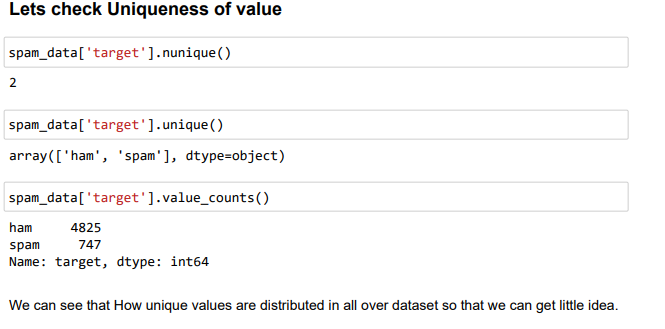 Lets check Uniqueness of value
spam_data['target'].nunique()
2
spam_data['target'].unique()
array(['ham', 'spam'], dtype=object)
spam_data['target'].value_counts()
ham     4825
spam     747
Name: target, dtype: int64
We can see that How unique values are distributed in all over dataset so that we can get little idea.